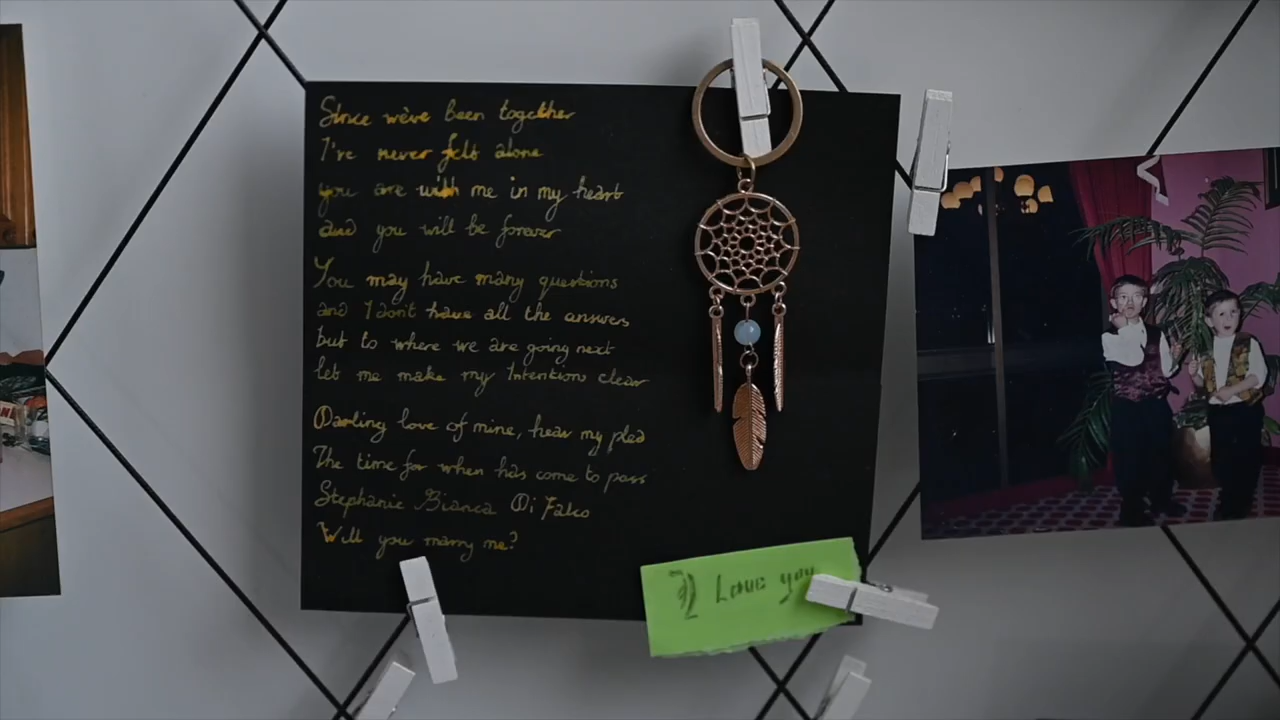 Since we've been together
I've never felt alone
you are with me in my heart
and you will be forever
You may have many questions
and I don't have all the answers
but to where we are going next
let me make my Intentions clear
Darling love of mine, hear my plea
The time for when has come to pass
Stephanie Bianca Di Falco
Will you marry me?
I Love you